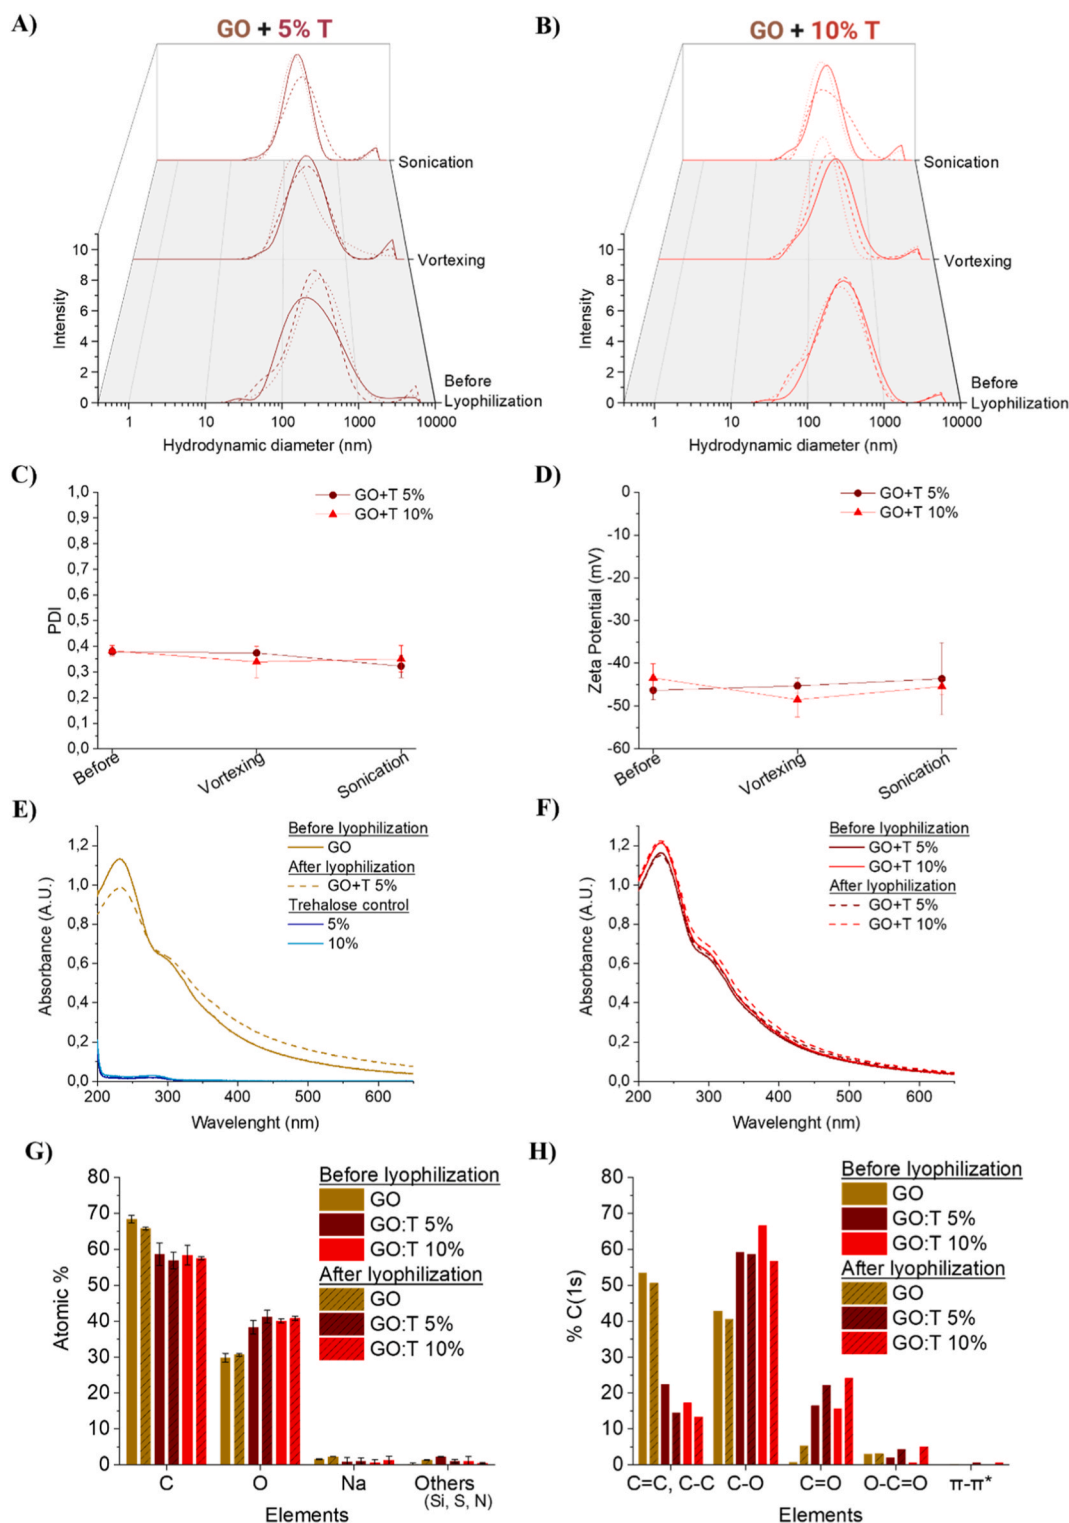 A)
GO + 5% T
Sonication
Vortexing
Before
Lyophilization
10
8
6
4
2
0
Intensity
1
10
100
1000
10000
Hydrodynamic diameter (nm)
B)
GO + 10% T
Sonication
Vortexing
Before
Lyophilization
10
8
6
4
2
0
Intensity
1
10
100
1000
10000
Hydrodynamic diameter (nm)
C)
GO+T 5%
GO+T 10%
1,0
0,9
0,8
0,7
0,6
0,5
0,4
0,3
0,2
0,1
0,0
PDI
Before
Vortexing
Sonication
D)
GO+T 5%
GO+T 10%
0
-10
-20
-30
-40
-50
-60
Zeta Potential (mV)
Before
Vortexing
Sonication
E)
Before lyophilization
GO
After lyophilization
GO+T 5%
Trehalose control
5%
10%
1,2
1,0
0,8
0,6
0,4
0,2
0,0
Absorbance (A.U.)
200
300
400
500
600
Wavelenght (nm)
F)
Before lyophilization
GO+T 5%
GO+T 10%
After lyophilization
GO+T 5%
GO+T 10%
1,2
1,0
0,8
0,6
0,4
0,2
0,0
Absorbance (A.U.)
200
300
400
500
600
Wavelenght (nm)
G)
Before lyophilization
GO
GO:T 5%
GO:T 10%
After lyophilization
GO
GO:T 5%
GO:T 10%
80
70
60
50
40
30
20
10
0
Atomic %
C
O
Na
Others
(Si, S, N)
Elements
H)
Before lyophilization
GO
GO:T 5%
GO:T 10%
After lyophilization
GO
GO:T 5%
GO:T 10%
80
70
60
50
40
30
20
10
0
% C(1s)
C=C, C-C
C-O
C=O
O-C=O
π-π*
Elements